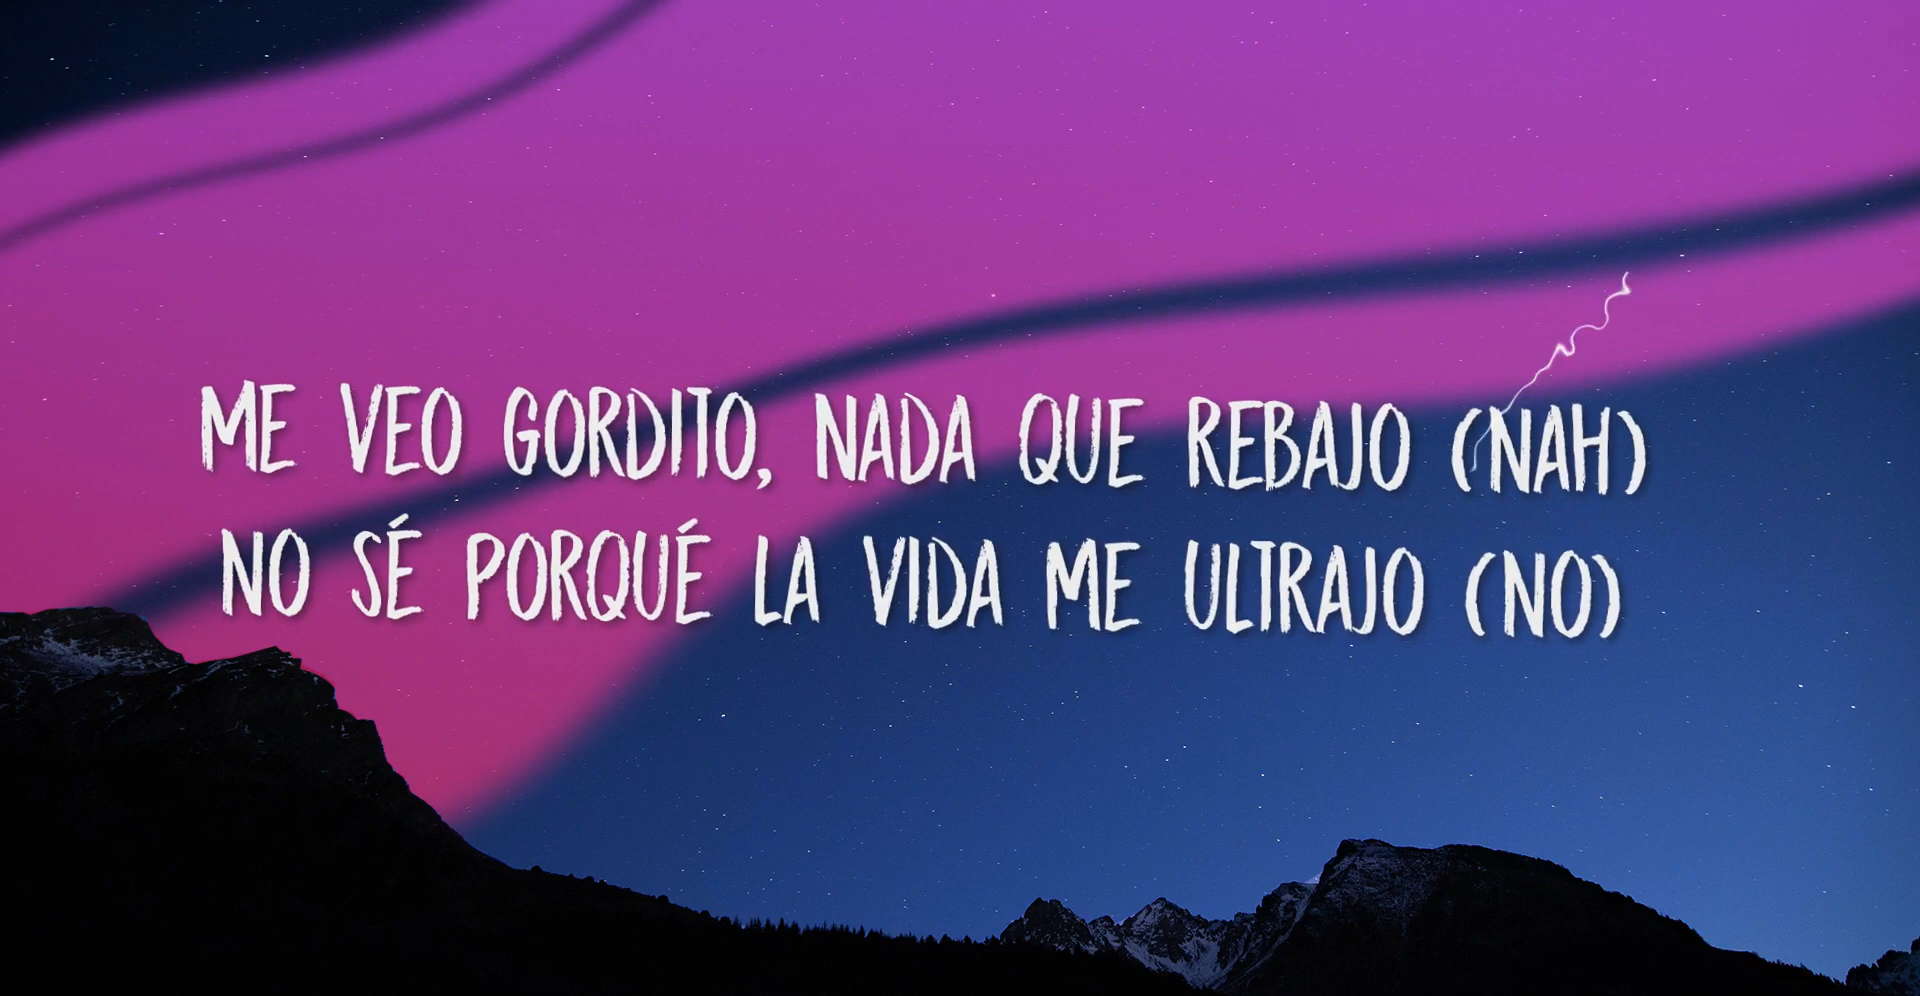 ME VEO GORDITO, NADA QUE REBAJO (NAH)
NO SÉ PORQUÉ LA VIDA ME ULTRAJO (NO)